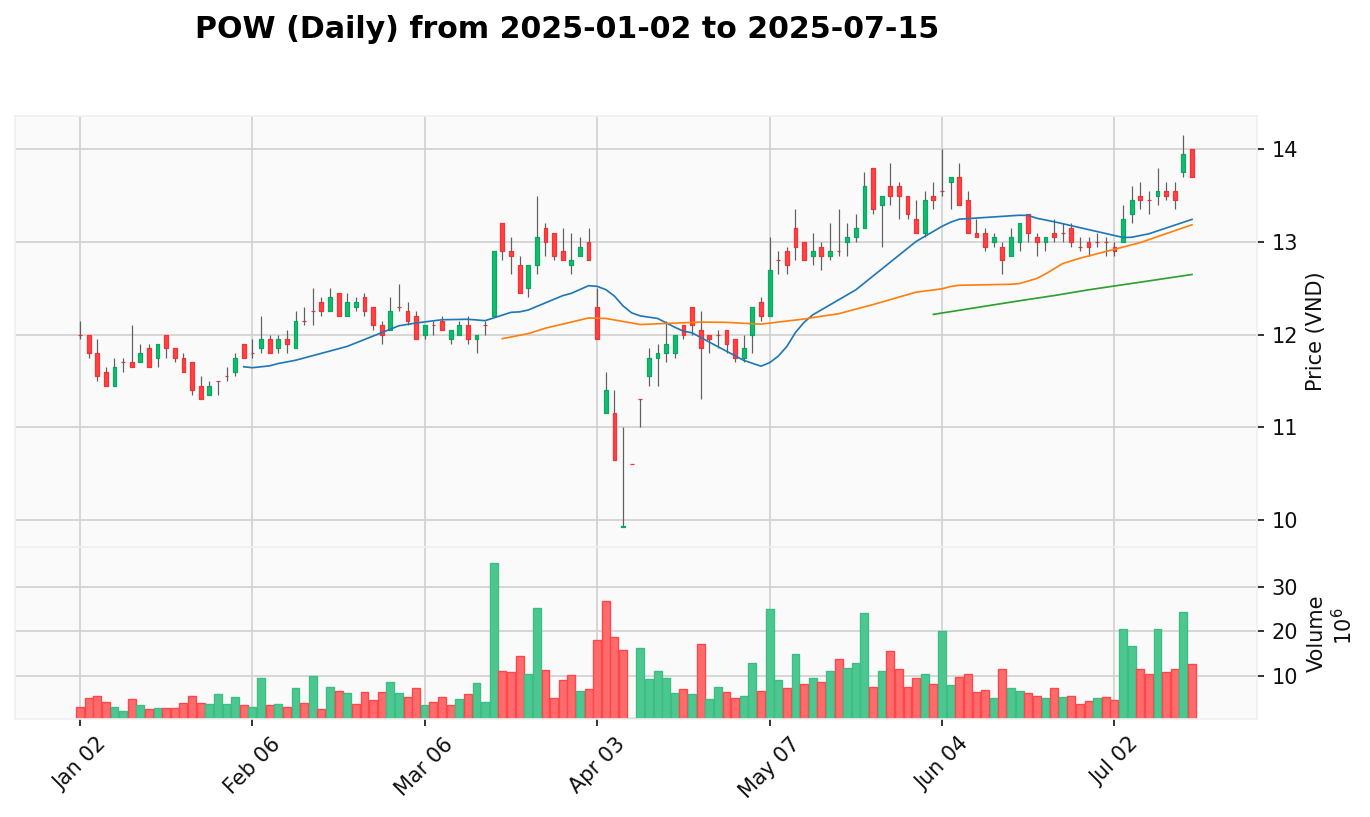 POW (Daily) from 2025-01-02 to 2025-07-15
14
13
12
11
10
Price (VND)
30
20
10
Volume
10⁶
Jan 02
Feb 06
Mar 06
Apr 03
May 07
Jun 04
Jul 02